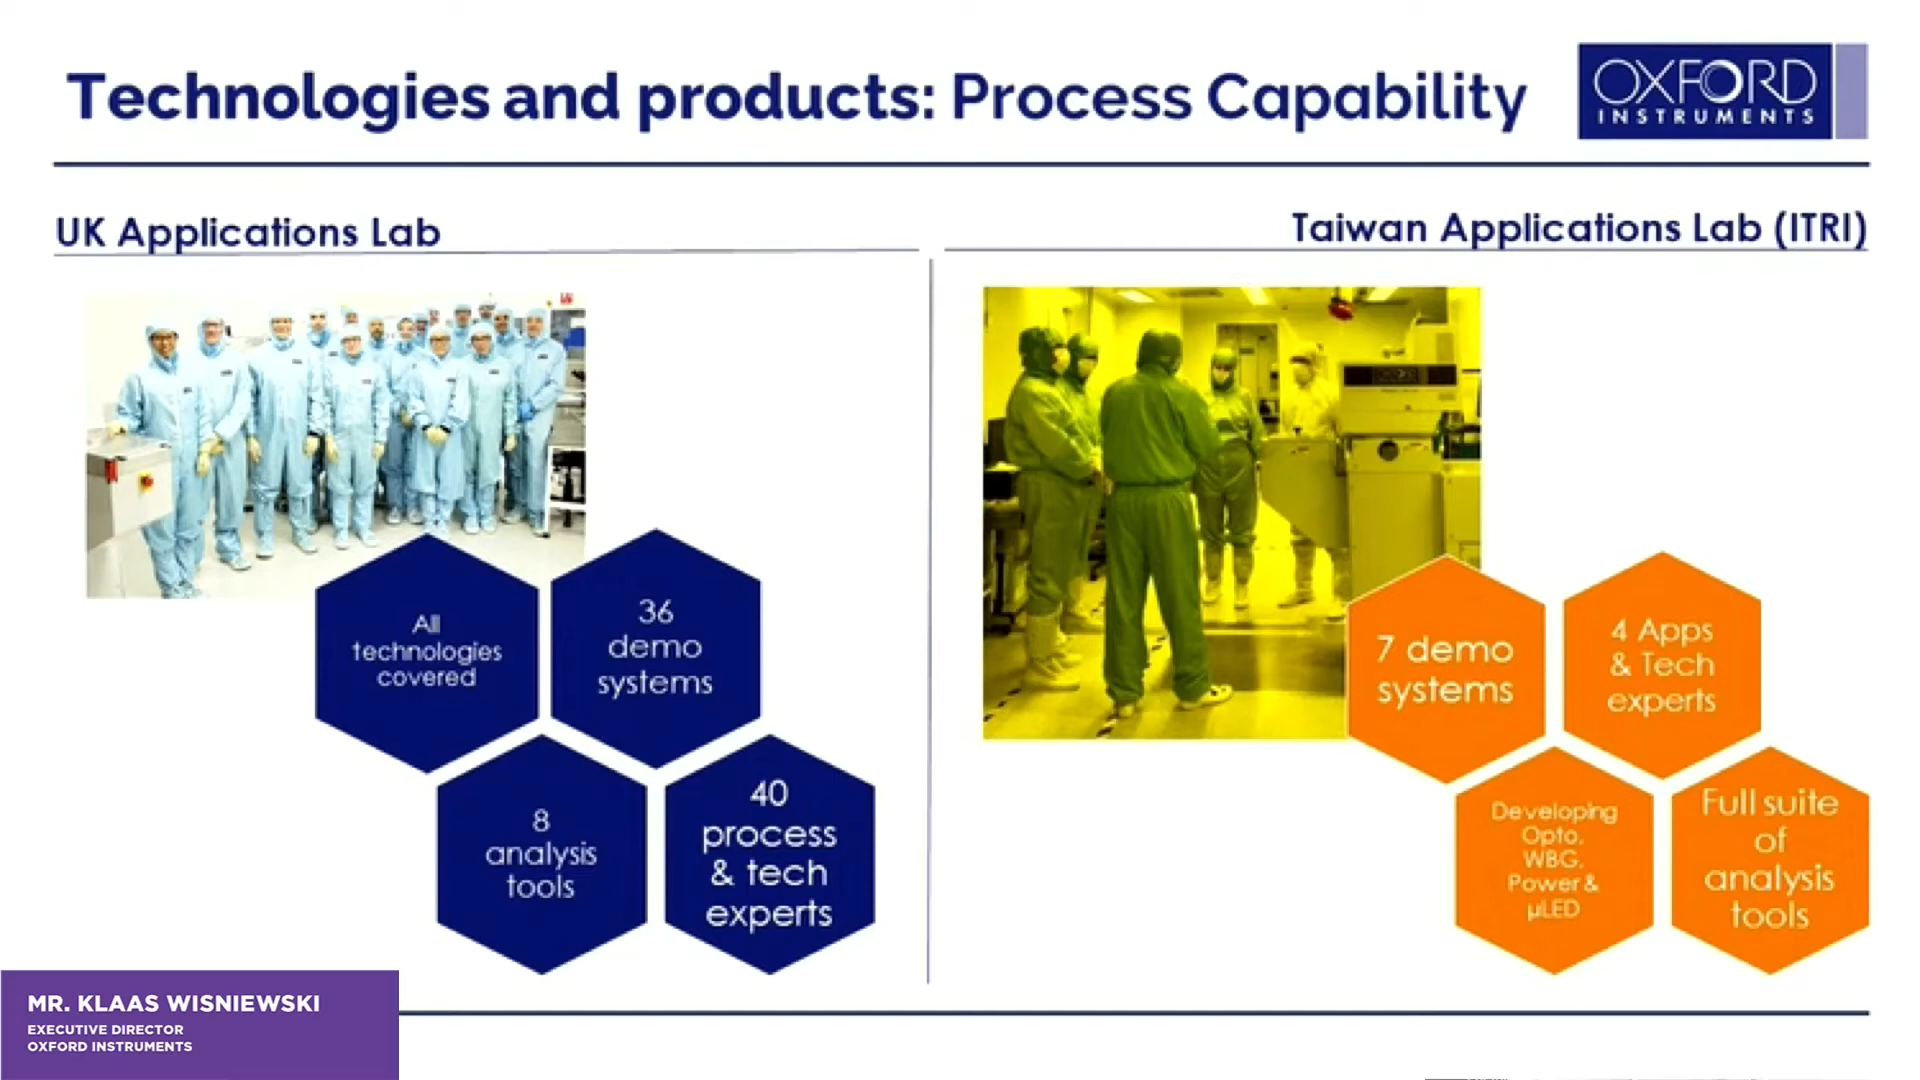 Technologies and products: Process Capability
OXFORD
INSTRUMENTS
UK Applications Lab
Taiwan Applications Lab (ITRI)
All
technologies
covered
36
demo
systems
8
analysis
tools
40
process
& tech
experts
7 demo
systems
4 Apps
& Tech
experts
Developing
Opto,
WBG,
Power &
µLED
Full suite
of
analysis
tools
MR. KLAAS WISNIEWSKI
EXECUTIVE DIRECTOR
OXFORD INSTRUMENTS